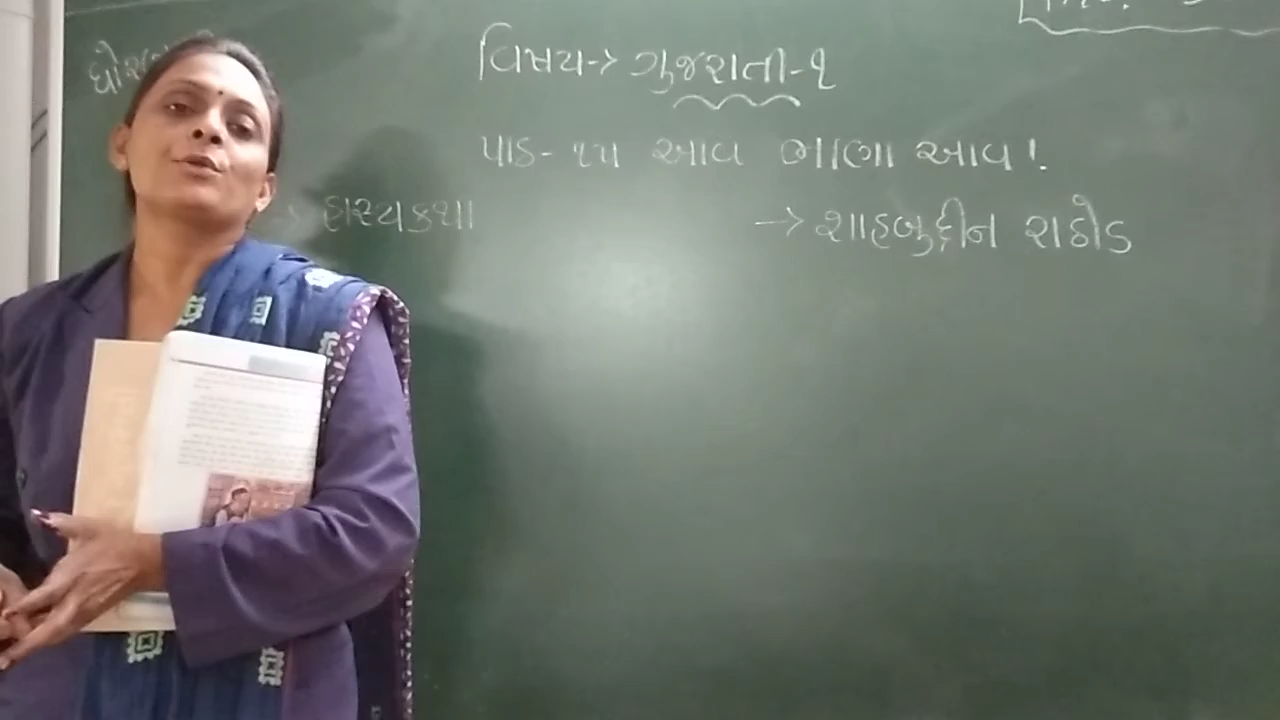 વિષય-> ગુજરાતી-૧
પાઠ- ૧૫ આવ ભાણા આવ!
હાસ્યકથા
-> શાહબુદ્દીન રાઠોડ